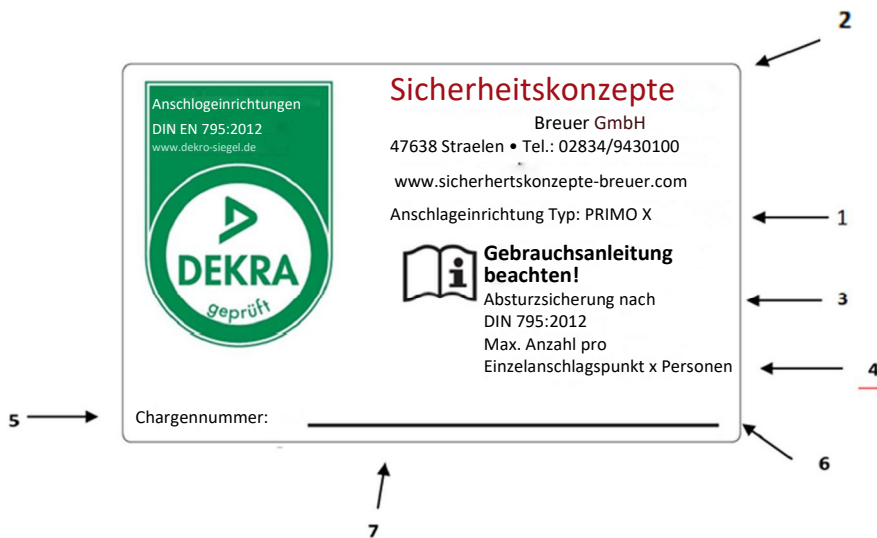 2
Anschlogeinrichtungen
DIN EN 795:2012
www.dekro-siegel.de
DEKRA
geprüft
Sicherheitskonzepte
Breuer GmbH
47638 Straelen • Tel.: 02834/9430100
www.sicherhertskonzepte-breuer.com
Anschlageinrichtung Typ: PRIMO X
1
Gebrauchsanleitung
beachten!
Absturzsicherung nach
3
DIN 795:2012
Max. Anzahl pro
Einzelanschlagspunkt x Personen
4
5
Chargennummer:
6
7